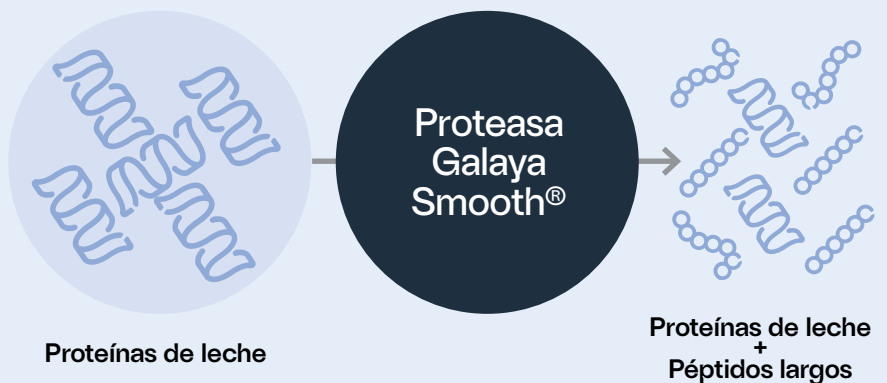 Proteasa
Galaya
Smooth®
Proteínas de leche
Proteínas de leche
+
Péptidos largos